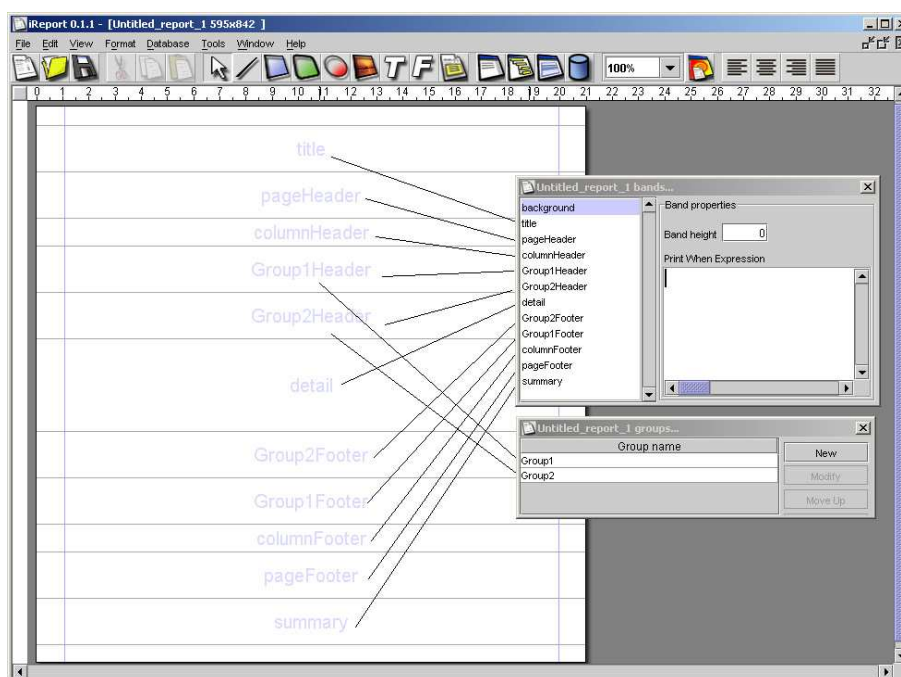 iReport 0.1.1 - [Untitled_report_1 595x842 ]
File Edit View Format Database Tools Window Help
T F 100%
0 1 2 3 4 5 6 7 8 9 10 11 12 13 14 15 16 17 18 19 20 21 22 23 24 25 26 27 28 29 30 31 32
title
pageHeader
columnHeader
Group1Header
Group2Header
detail
Group2Footer
Group1Footer
columnFooter
pageFooter
summary
Untitled_report_1 bands...
background
title
pageHeader
columnHeader
Group1Header
Group2Header
detail
Group2Footer
Group1Footer
columnFooter
pageFooter
summary
Band properties
Band height 0
Print When Expression
Untitled_report_1 groups...
Group name
Group1
Group2
New
Modify
Move Up